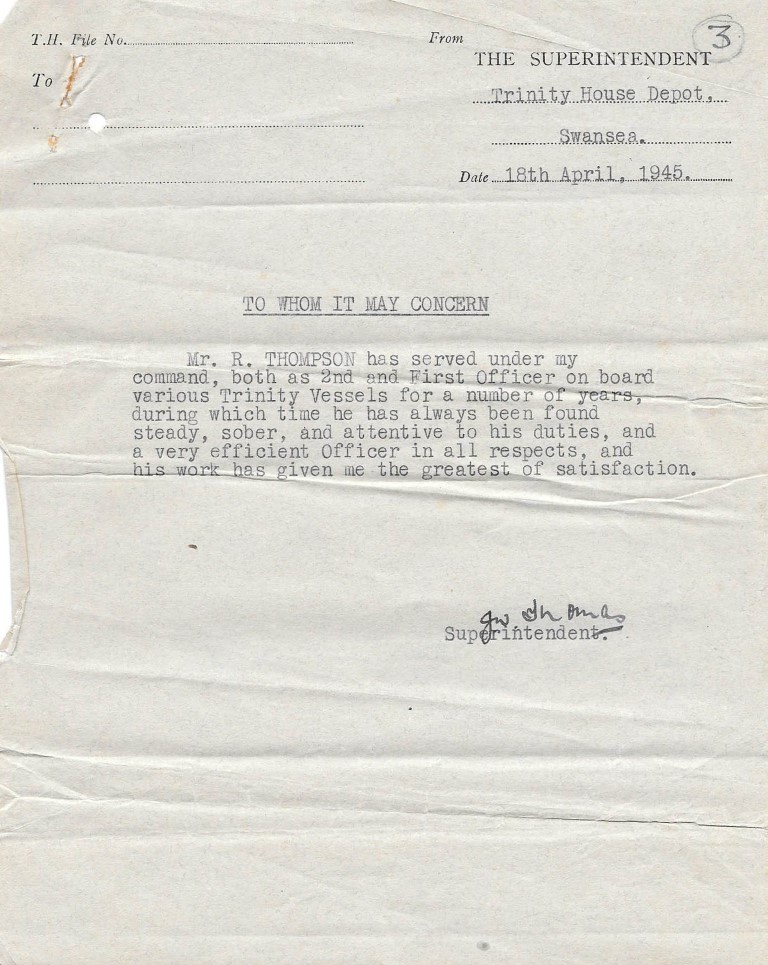 3
T.H. File No.
From
THE SUPERINTENDENT
To
Trinity House Depot,
Swansea.
Date 18th April, 1945.
TO WHOM IT MAY CONCERN
Mr. R. THOMPSON has served under my
command, both as 2nd and First Officer on board
various Trinity Vessels for a number of years,
during which time he has always been found
steady, sober, and attentive to his duties, and
a very efficient Officer in all respects, and
his work has given me the greatest of satisfaction.
Thomas
Superintendent.